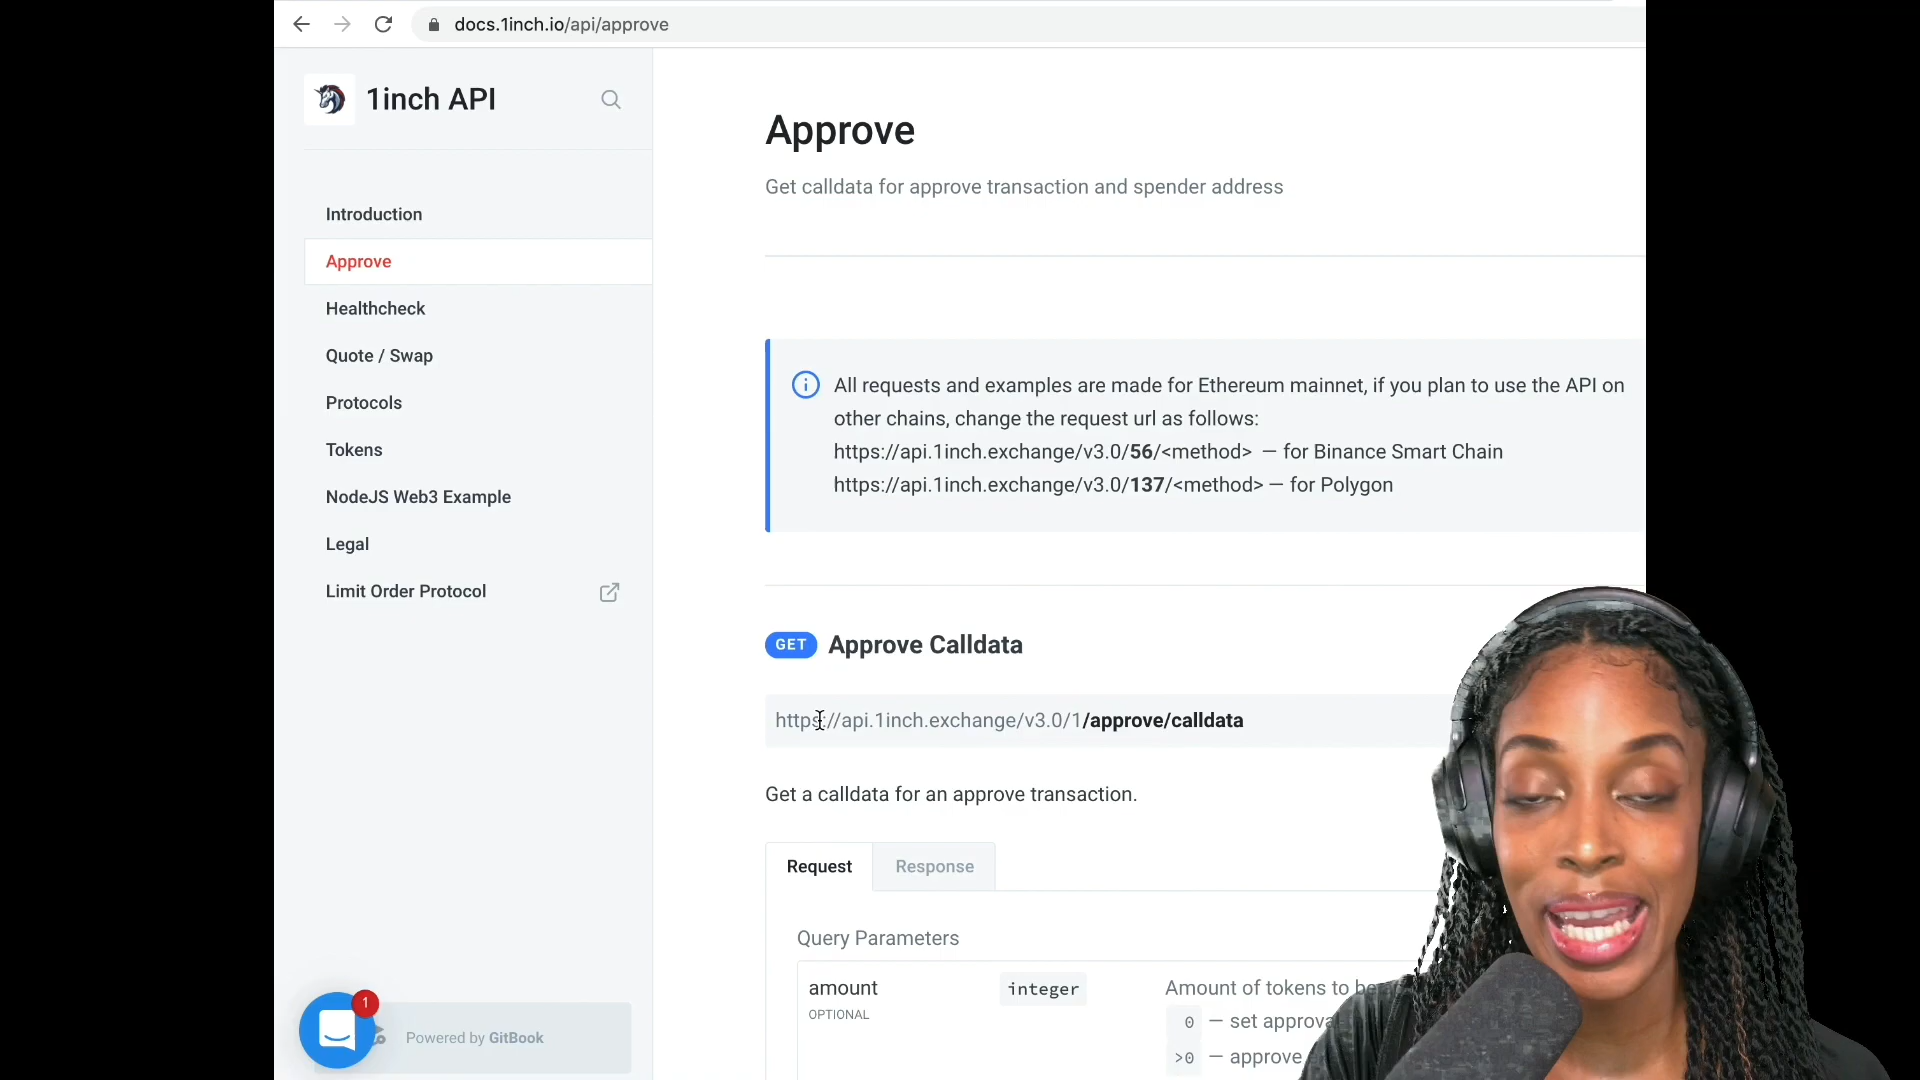 docs.1inch.io/api/approve
1inch API
Introduction
Approve
Healthcheck
Quote / Swap
Protocols
Tokens
NodeJS Web3 Example
Legal
Limit Order Protocol
1
Powered by GitBook
Approve
Get calldata for approve transaction and spender address
All requests and examples are made for Ethereum mainnet, if you plan to use the API on
other chains, change the request url as follows:
https://api.1inch.exchange/v3.0/56/<method> — for Binance Smart Chain
https://api.1inch.exchange/v3.0/137/<method> — for Polygon
GET Approve Calldata
https://api.1inch.exchange/v3.0/1/approve/calldata
Get a calldata for an approve transaction.
Request Response
Query Parameters
amount integer Amount of tokens to
OPTIONAL
0 — set
>0 — approve